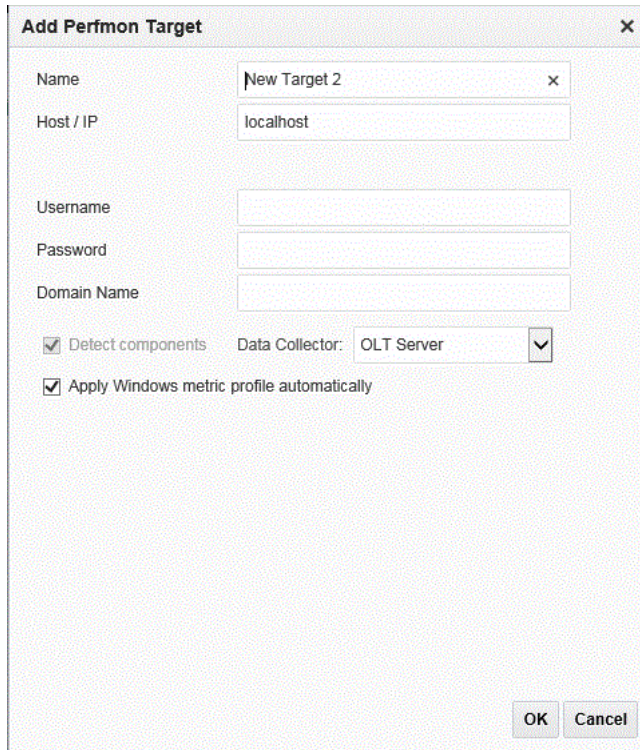 Add Perfmon Target
Name New Target 2
Host / IP localhost
Username
Password
Domain Name
Detect components Data Collector: OLT Server
Apply Windows metric profile automatically
OK Cancel